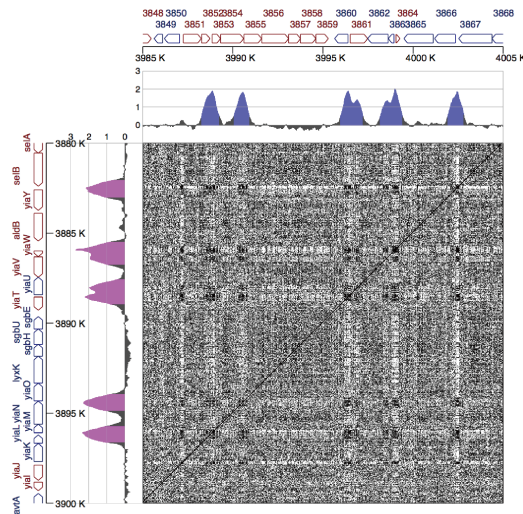 3848 3850 3852 3854 3856 3858 3860 3862 3864 3866 3868
3849 3851 3853 3855 3857 3859 3861 3863 3865 3867
3985 K 3990 K 3995 K 4000 K 4005 K
3
2
1
0
3 2 1 0
3880 K
3885 K
3890 K
3895 K
3900 K
selA
selB
yiaY
aldB
yiaW
yiaV
yiaU
yiaT
sgbE
sgbU
sgbH
lyxK
yiaO
yiaN
yiaM
yiaL
yiaK
yiaJ
yiaI
avtA